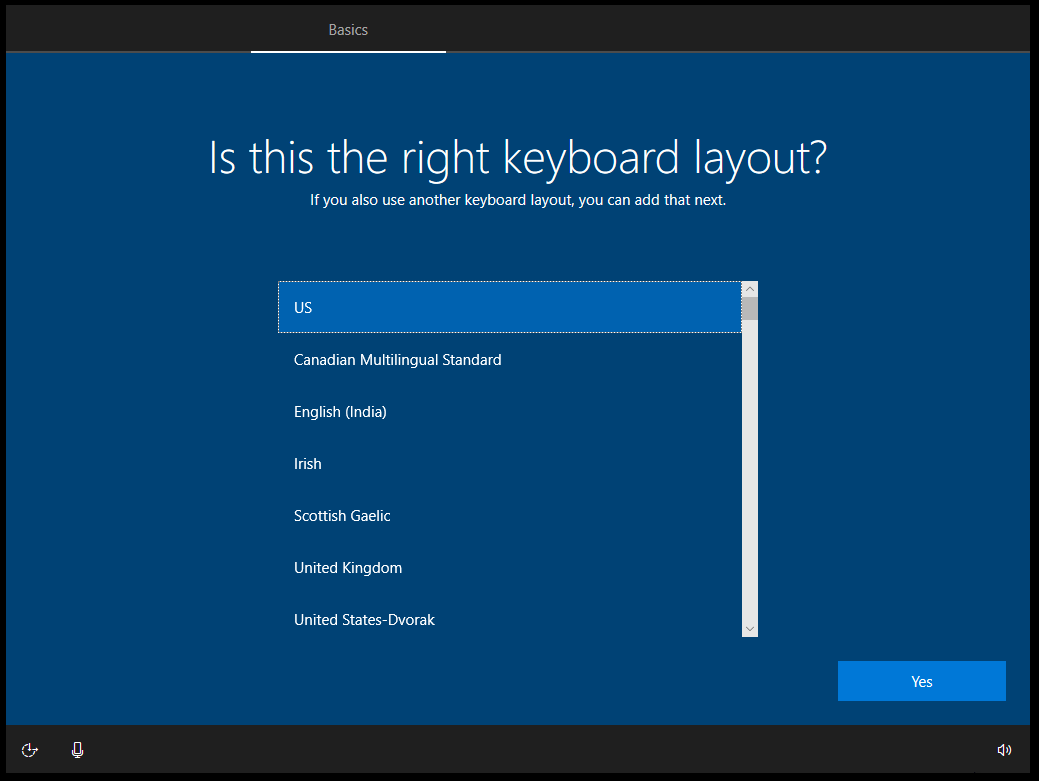 Basics
Is this the right keyboard layout?
If you also use another keyboard layout, you can add that next.
US
Canadian Multilingual Standard
English (India)
Irish
Scottish Gaelic
United Kingdom
United States-Dvorak
Yes